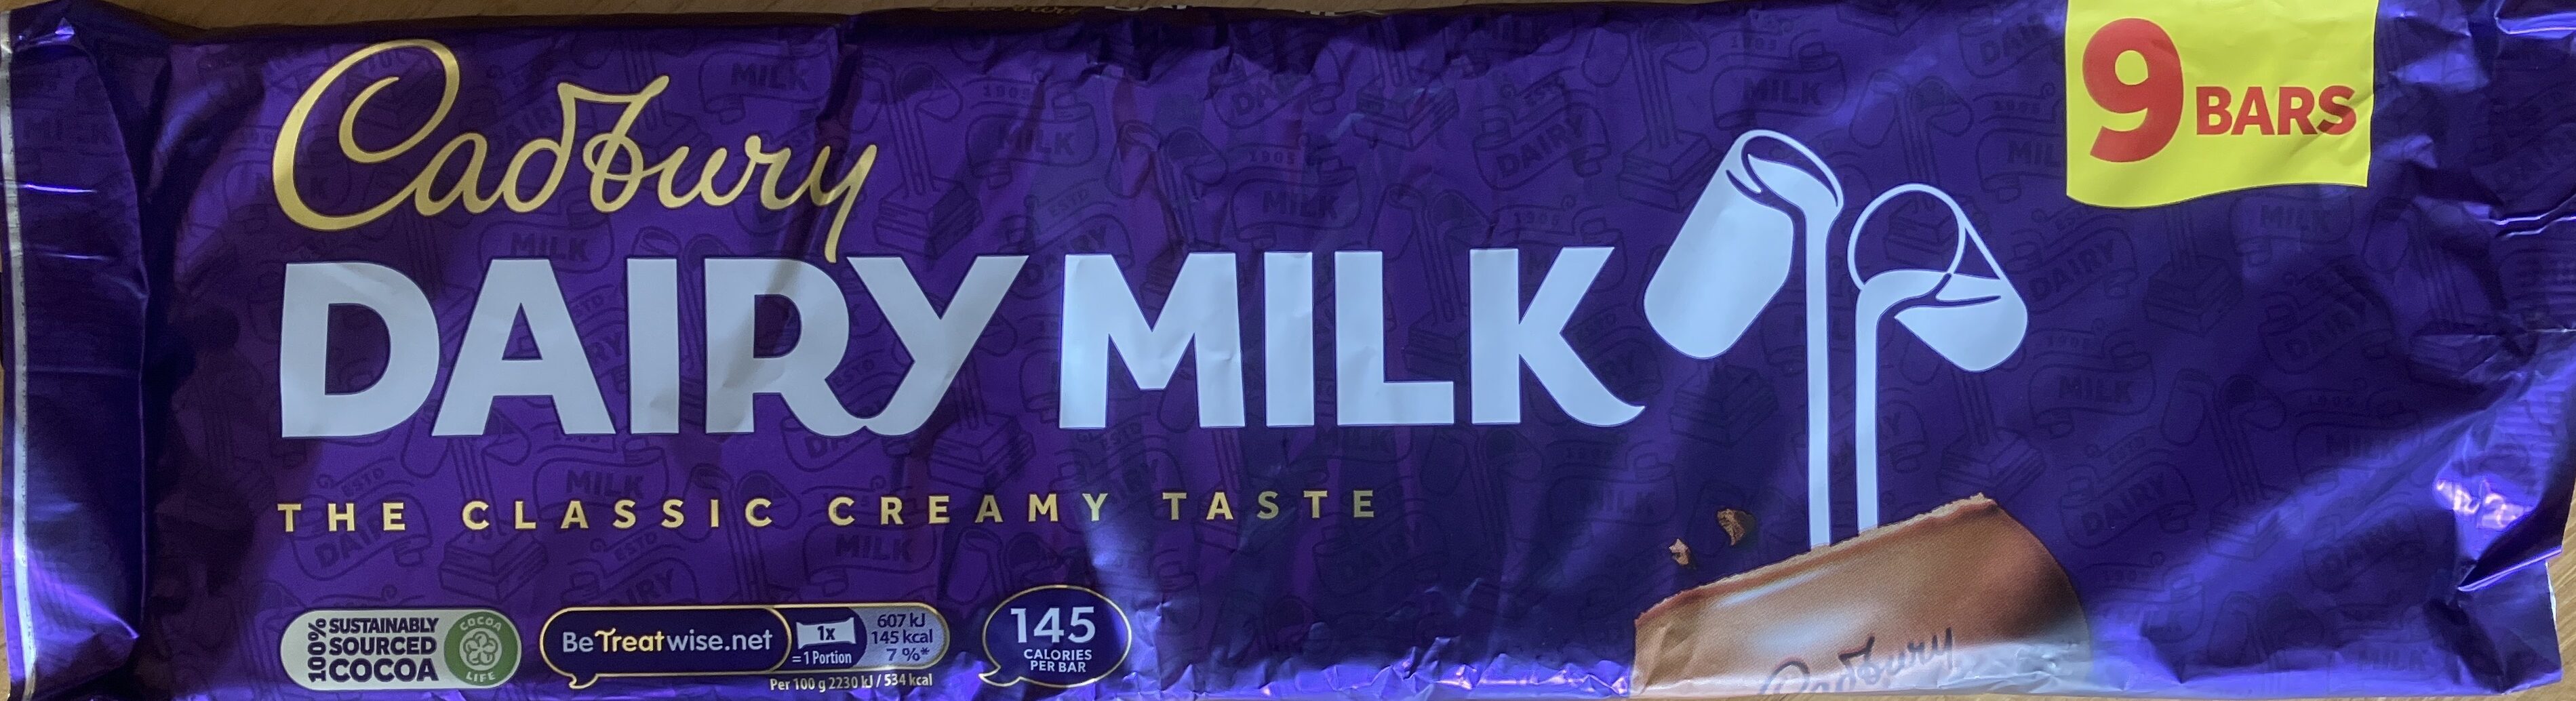 Cadbury
DAIRY MILK
9 BARS
THE CLASSIC CREAMY TASTE
100% SUSTAINABLY
SOURCED
COCOA
COCOA
LIFE
BeTreatwise.net
1x
= 1 Portion
607 kJ
145 kcal
7 %*
Per 100 g 2230 kJ / 534 kcal
145
CALORIES
PER BAR
Cadbury